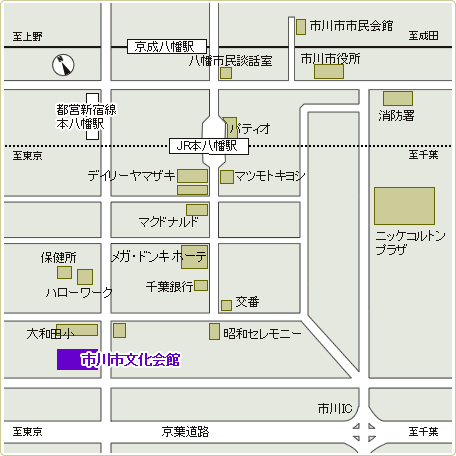 市川市市民会館
至上野
至成田
京成八幡駅
八幡市民談話室
市川市役所
都営新宿線
本八幡駅
消防署
パティオ
JR本八幡駅
至東京
至千葉
デイリーヤマザキ
マツモトキヨシ
マクドナルド
ニッケコルトン
プラザ
保健所
メガ・ドンキホーテ
ハローワーク
千葉銀行
交番
大和田小
昭和セレモニー
市川市文化会館
市川IC
至東京
京葉道路
至千葉